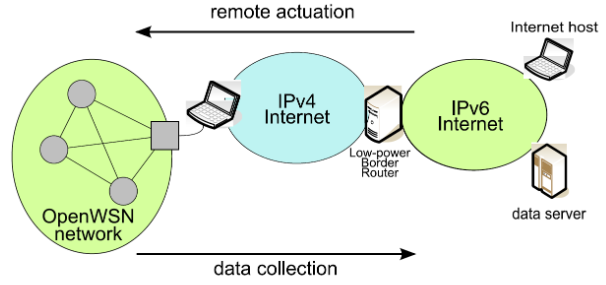 remote actuation
Internet host
IPv4
Internet
IPv6
Internet
Low-power
Border
Router
OpenWSN
network
data server
data collection